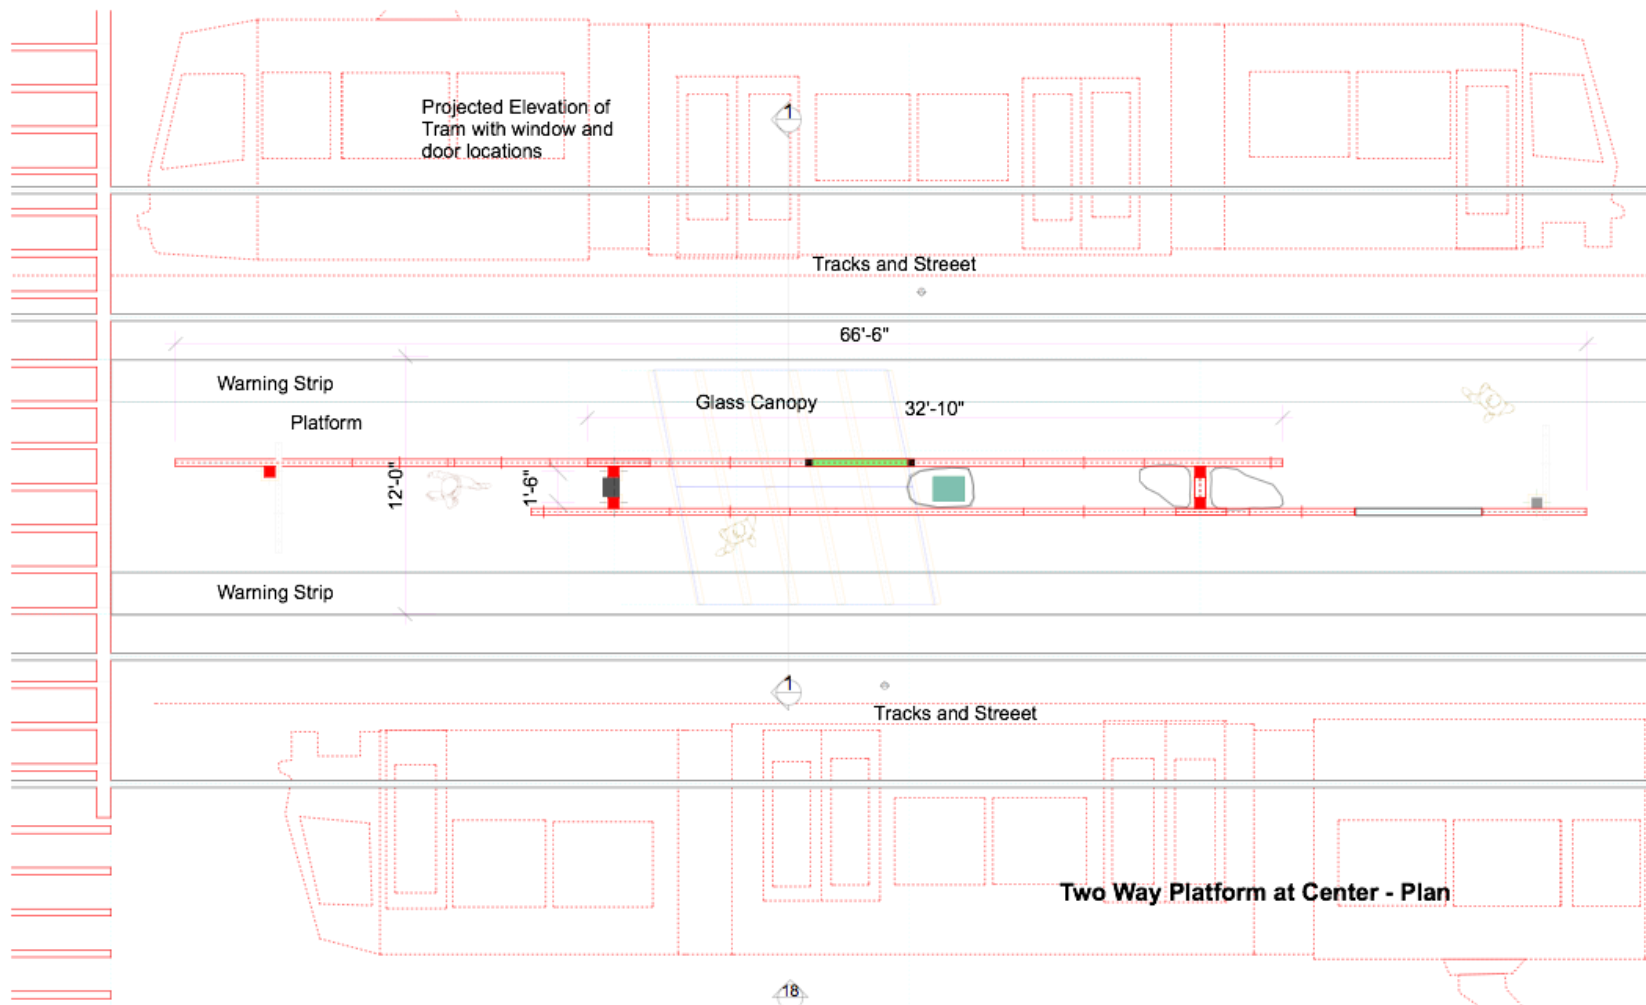 Projected Elevation of
Tram with window and
door locations
1
Tracks and Streeet
66'-6"
Warning Strip
Glass Canopy
32'-10"
Platform
12'-0"
1'-6"
Warning Strip
1
Tracks and Streeet
Two Way Platform at Center - Plan
18